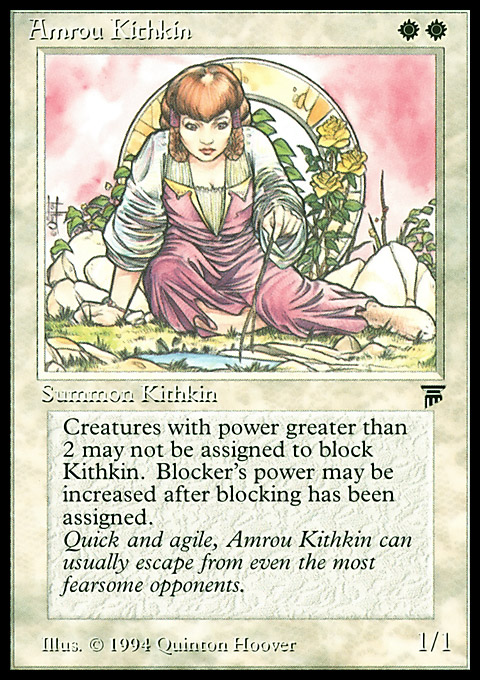 Amrou Kithkin
Summon Kithkin
Creatures with power greater than
2 may not be assigned to block
Kithkin. Blocker's power may be
increased after blocking has been
assigned.
Quick and agile, Amrou Kithkin can
usually escape from even the most
fearsome opponents.
Illus. © 1994 Quinton Hoover
1/1